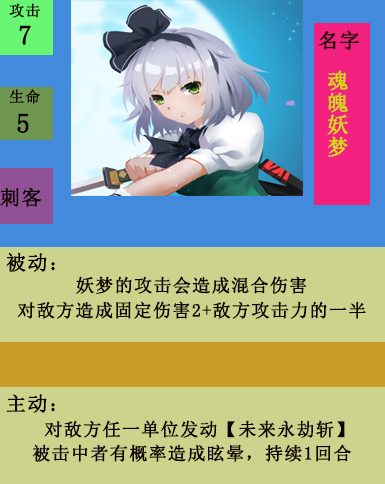 攻击
7
生命
5
刺客
名字
魂魄妖梦
被动：
妖梦的攻击会造成混合伤害
对敌方造成固定伤害2+敌方攻击力的一半
主动：
对敌方任一单位发动【未来永劫斩】
被击中者有概率造成眩晕，持续1回合